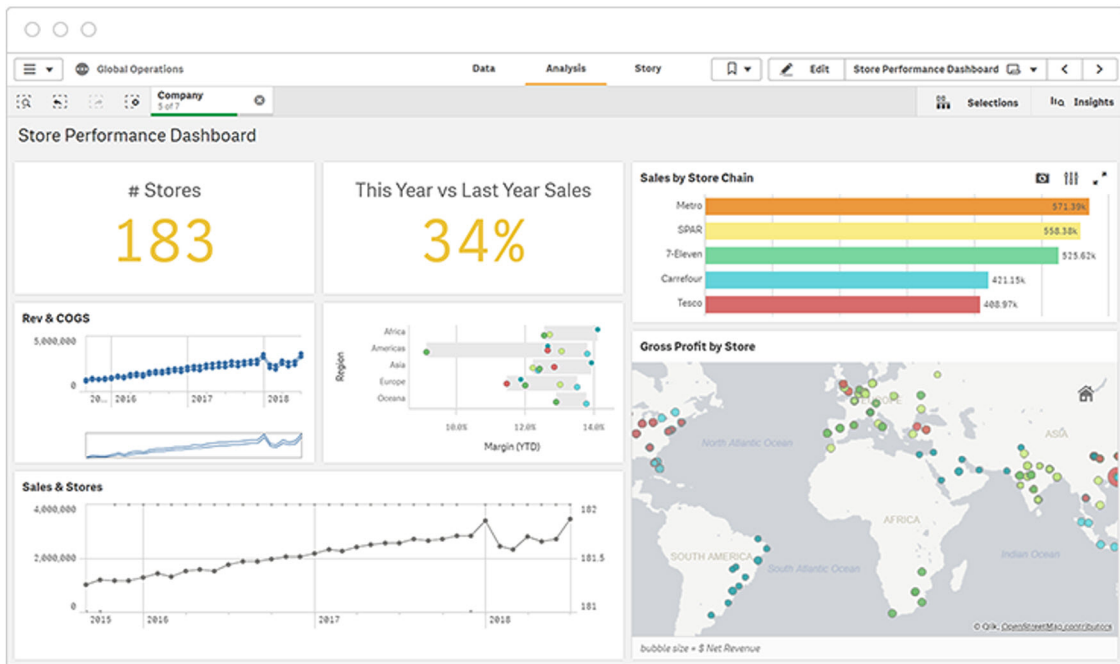 Global Operations
Data
Analysis
Story
Edit
Store Performance Dashboard
Company
5 of 7
Selections
Insights
Store Performance Dashboard
# Stores
183
This Year vs Last Year Sales
34%
Sales by Store Chain
Metro
571.39k
SPAR
558.38k
7-Eleven
525.62k
Carrefour
421.15k
Tesco
408.97k
Rev & COGS
5,000,000
0
20... 2016 2017 2018
Region
Africa
Americas
Asia
Europe
Oceana
10.0% 12.0% 14.0%
Margin (YTD)
Gross Profit by Store
EUROPE
ASIA
North Atlantic Ocean
AFRICA
SOUTH AMERICA
South Atlantic Ocean
Indian Ocean
© Qlik, OpenStreetMap contributors
bubble size = $ Net Revenue
Sales & Stores
4,000,000
2,000,000
0
182
181.5
181
2015 2016 2017 2018